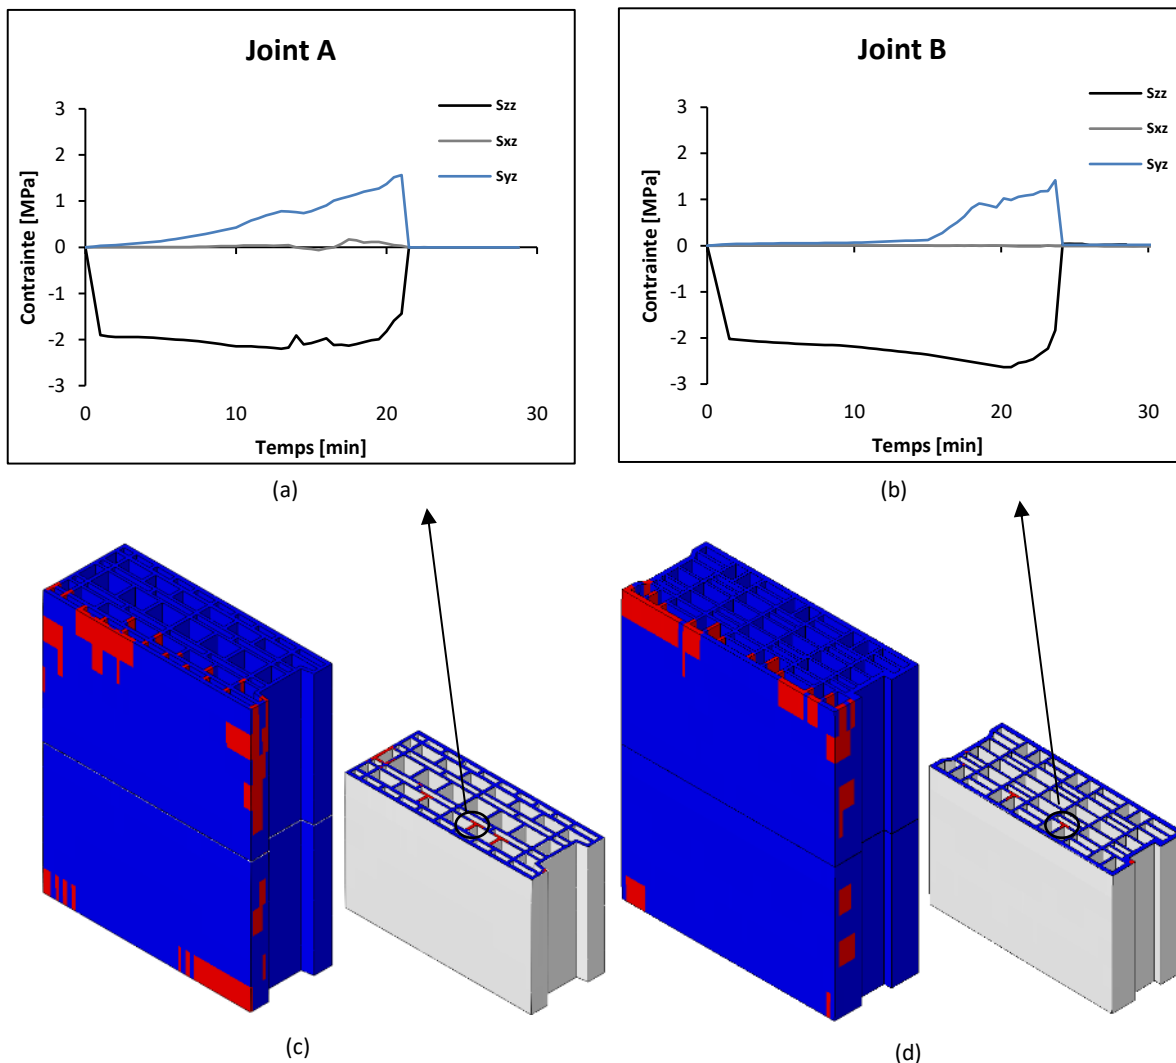 Joint A
3
2
1
0
-1
-2
-3
Contrainte [MPa]
0
10
20
30
Temps [min]
Szz
Sxz
Syz
(a)
Joint B
3
2
1
0
-1
-2
-3
Contrainte [MPa]
0
10
20
30
Temps [min]
Szz
Sxz
Syz
(b)
(c)
(d)